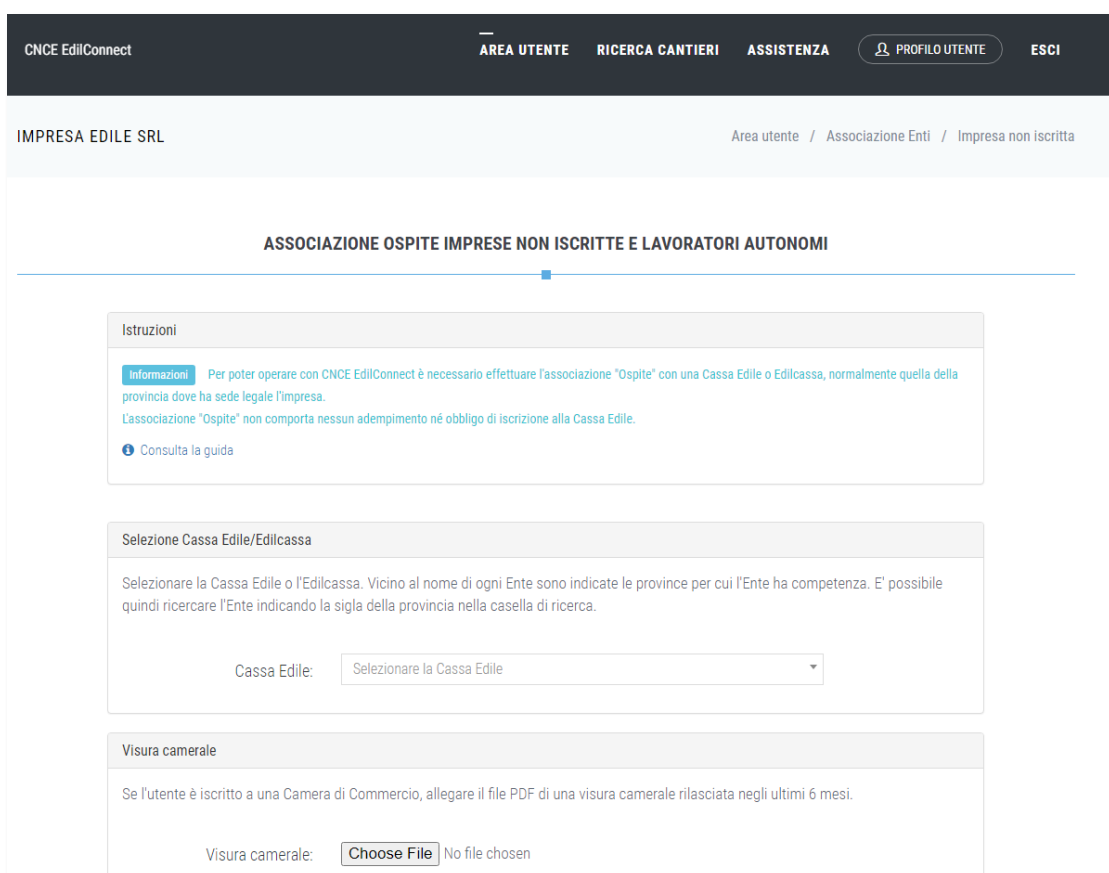 CNCE EdilConnect
AREA UTENTE RICERCA CANTIERI ASSISTENZA PROFILO UTENTE ESCI
IMPRESA EDILE SRL
Area utente / Associazione Enti / Impresa non iscritta
ASSOCIAZIONE OSPITE IMPRESE NON ISCRITTE E LAVORATORI AUTONOMI
Istruzioni
Informazioni Per poter operare con CNCE EdilConnect è necessario effettuare l'associazione "Ospite" con una Cassa Edile o Edilcassa, normalmente quella della
provincia dove ha sede legale l'impresa.
L'associazione "Ospite" non comporta nessun adempimento né obbligo di iscrizione alla Cassa Edile.
Consulta la guida
Selezione Cassa Edile/Edilcassa
Selezionare la Cassa Edile o l'Edilcassa. Vicino al nome di ogni Ente sono indicate le province per cui l'Ente ha competenza. E' possibile
quindi ricercare l'Ente indicando la sigla della provincia nella casella di ricerca.
Cassa Edile: Selezionare la Cassa Edile
Visura camerale
Se l'utente è iscritto a una Camera di Commercio, allegare il file PDF di una visura camerale rilasciata negli ultimi 6 mesi.
Visura camerale: Choose File No file chosen